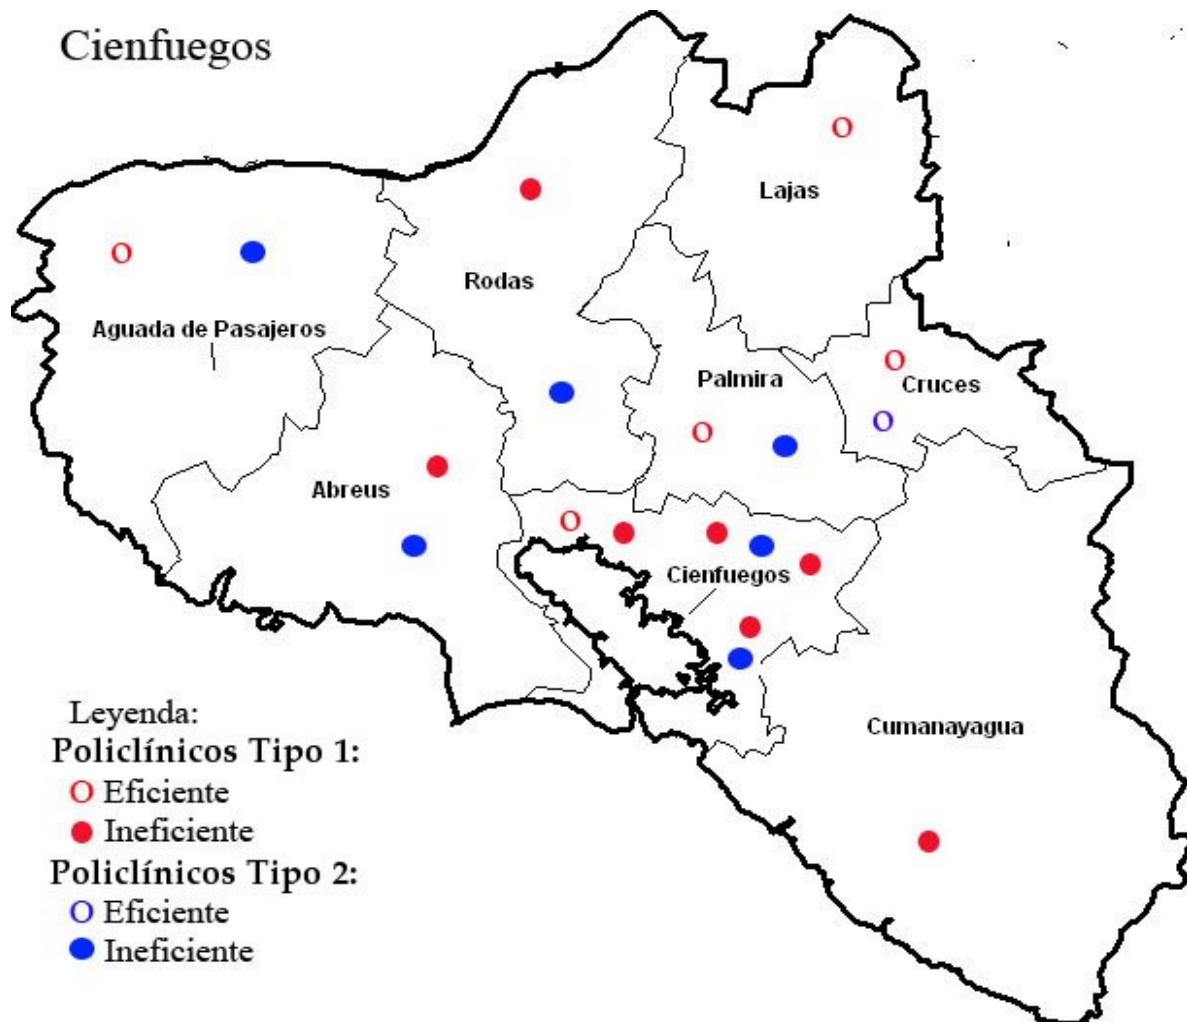 Cienfuegos
Lajas
Rodas
Aguada de Pasajeros
Palmira
Cruces
Abreus
Cienfuegos
Cumanayagua
Leyenda:
Policlínicos Tipo 1:
Eficiente
Ineficiente
Policlínicos Tipo 2:
Eficiente
Ineficiente